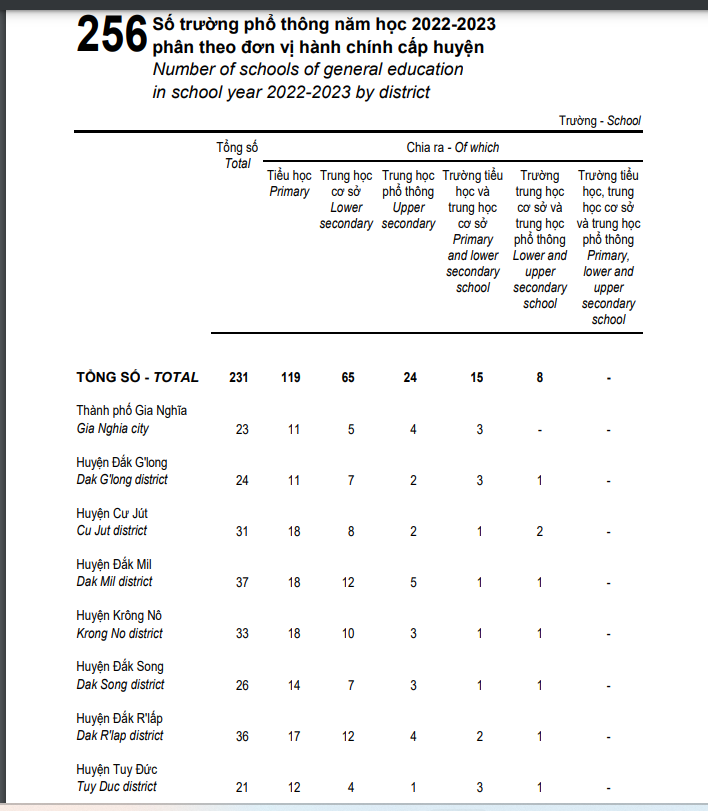 256 Số trường phổ thông năm học 2022-2023
phân theo đơn vị hành chính cấp huyện
Number of schools of general education
in school year 2022-2023 by district
Trường - School
Tổng số
Total
Chia ra - Of which
Tiểu học
Primary
Trung học
cơ sở
Lower
secondary
Trung học
phổ thông
Upper
secondary
Trường tiểu
học và
trung học
cơ sở
Primary
and lower
secondary
school
Trường
trung học
cơ sở và
trung học
phổ thông
Lower and
upper
secondary
school
Trường tiểu
học, trung
học cơ sở
và trung học
phổ thông
Primary,
lower and
upper
secondary
school
TỔNG SỐ - TOTAL 231 119 65 24 15 8 -
Thành phố Gia Nghĩa
Gia Nghia city 23 11 5 4 3 - -
Huyện Đắk G'long
Dak G'long district 24 11 7 2 3 1 -
Huyện Cư Jút
Cu Jut district 31 18 8 2 1 2 -
Huyện Đắk Mil
Dak Mil district 37 18 12 5 1 1 -
Huyện Krông Nô
Krong No district 33 18 10 3 1 1 -
Huyện Đắk Song
Dak Song district 26 14 7 3 1 1 -
Huyện Đắk R'lấp
Dak R'lap district 36 17 12 4 2 1 -
Huyện Tuy Đức
Tuy Duc district 21 12 4 1 3 1 -